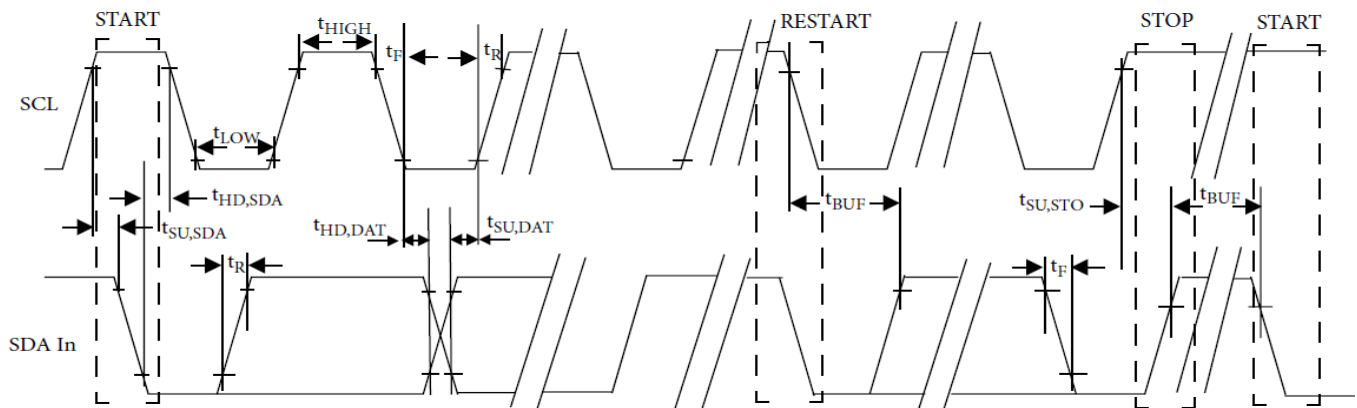 START
RESTART
STOP
START
tHIGH
tF
tR
SCL
tLOW
tHD,SDA
tSU,SDA
tHD,DAT
tSU,DAT
tBUF
tSU,STO
tBUF
tR
tF
SDA In